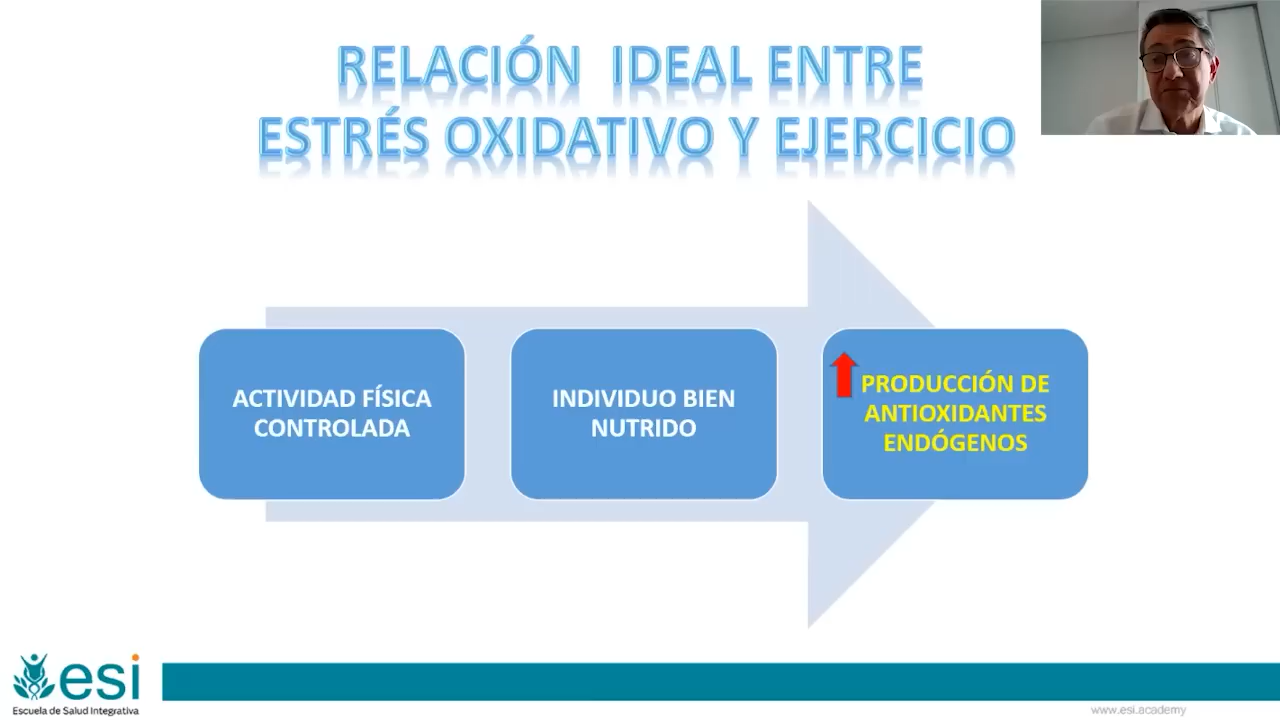 RELACIÓN IDEAL ENTRE
ESTRÉS OXIDATIVO Y EJERCICIO
ACTIVIDAD FÍSICA
CONTROLADA
INDIVIDUO BIEN
NUTRIDO
PRODUCCIÓN DE
ANTIOXIDANTES
ENDÓGENOS
esi
Escuela de Salud Integrativa
www.esi.academy